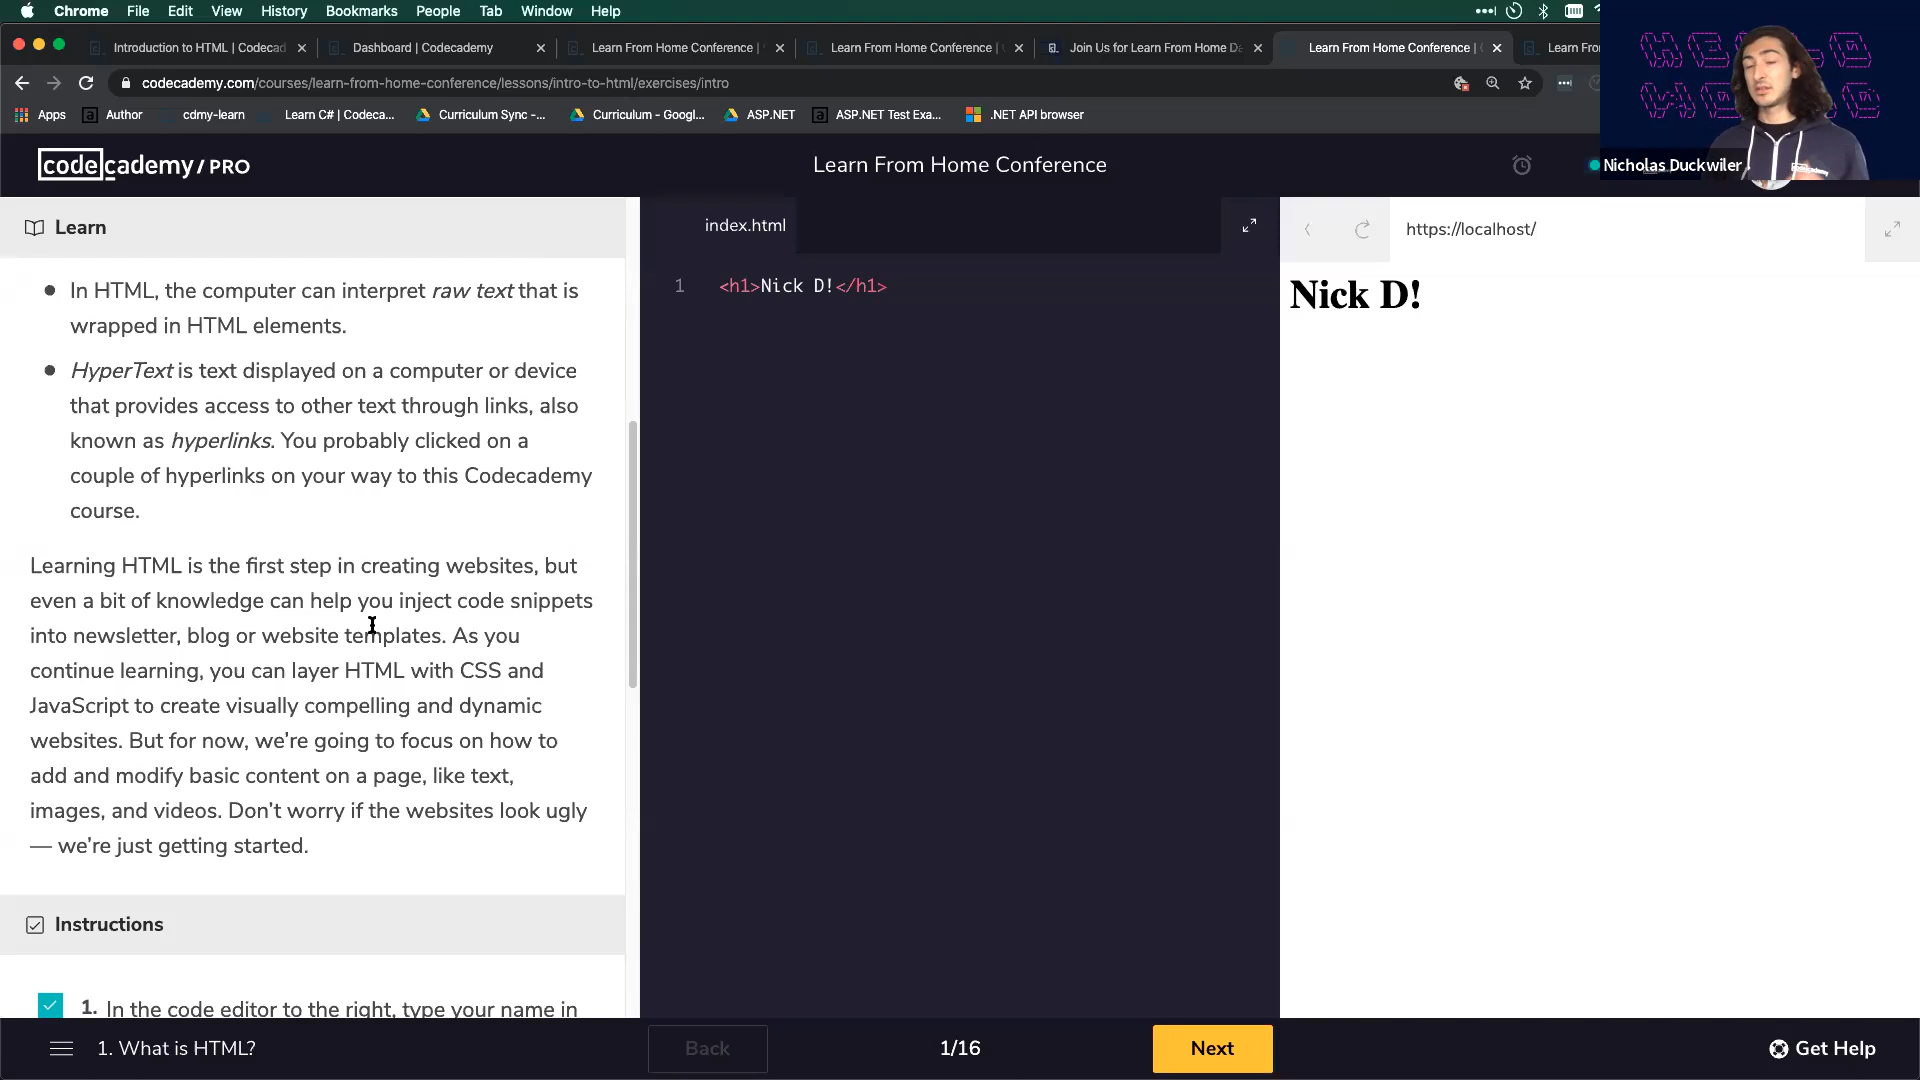 Chrome File Edit View History Bookmarks People Tab Window Help
Introduction to HTML | Codecad
Dashboard | Codecademy
Learn From Home Conference |
Learn From Home Conference |
Join Us for Learn From Home Da
Learn From Home Conference |
Learn Fro
codecademy.com/courses/learn-from-home-conference/lessons/intro-to-html/exercises/intro
Apps Author cdmy-learn Learn C# | Codeca... Curriculum Sync -... Curriculum - Googl... ASP.NET ASP.NET Test Exa... .NET API browser
codecademy / PRO
Learn From Home Conference
Nicholas Duckwiler
Learn
In HTML, the computer can interpret raw text that is
wrapped in HTML elements.
HyperText is text displayed on a computer or device
that provides access to other text through links, also
known as hyperlinks. You probably clicked on a
couple of hyperlinks on your way to this Codecademy
course.
Learning HTML is the first step in creating websites, but
even a bit of knowledge can help you inject code snippets
into newsletter, blog or website templates. As you
continue learning, you can layer HTML with CSS and
JavaScript to create visually compelling and dynamic
websites. But for now, we're going to focus on how to
add and modify basic content on a page, like text,
images, and videos. Don't worry if the websites look ugly
— we're just getting started.
Instructions
1. In the code editor to the right, type your name in
index.html
1 <h1>Nick D!</h1>
https://localhost/
Nick D!
1. What is HTML?
Back
1/16
Next
Get Help